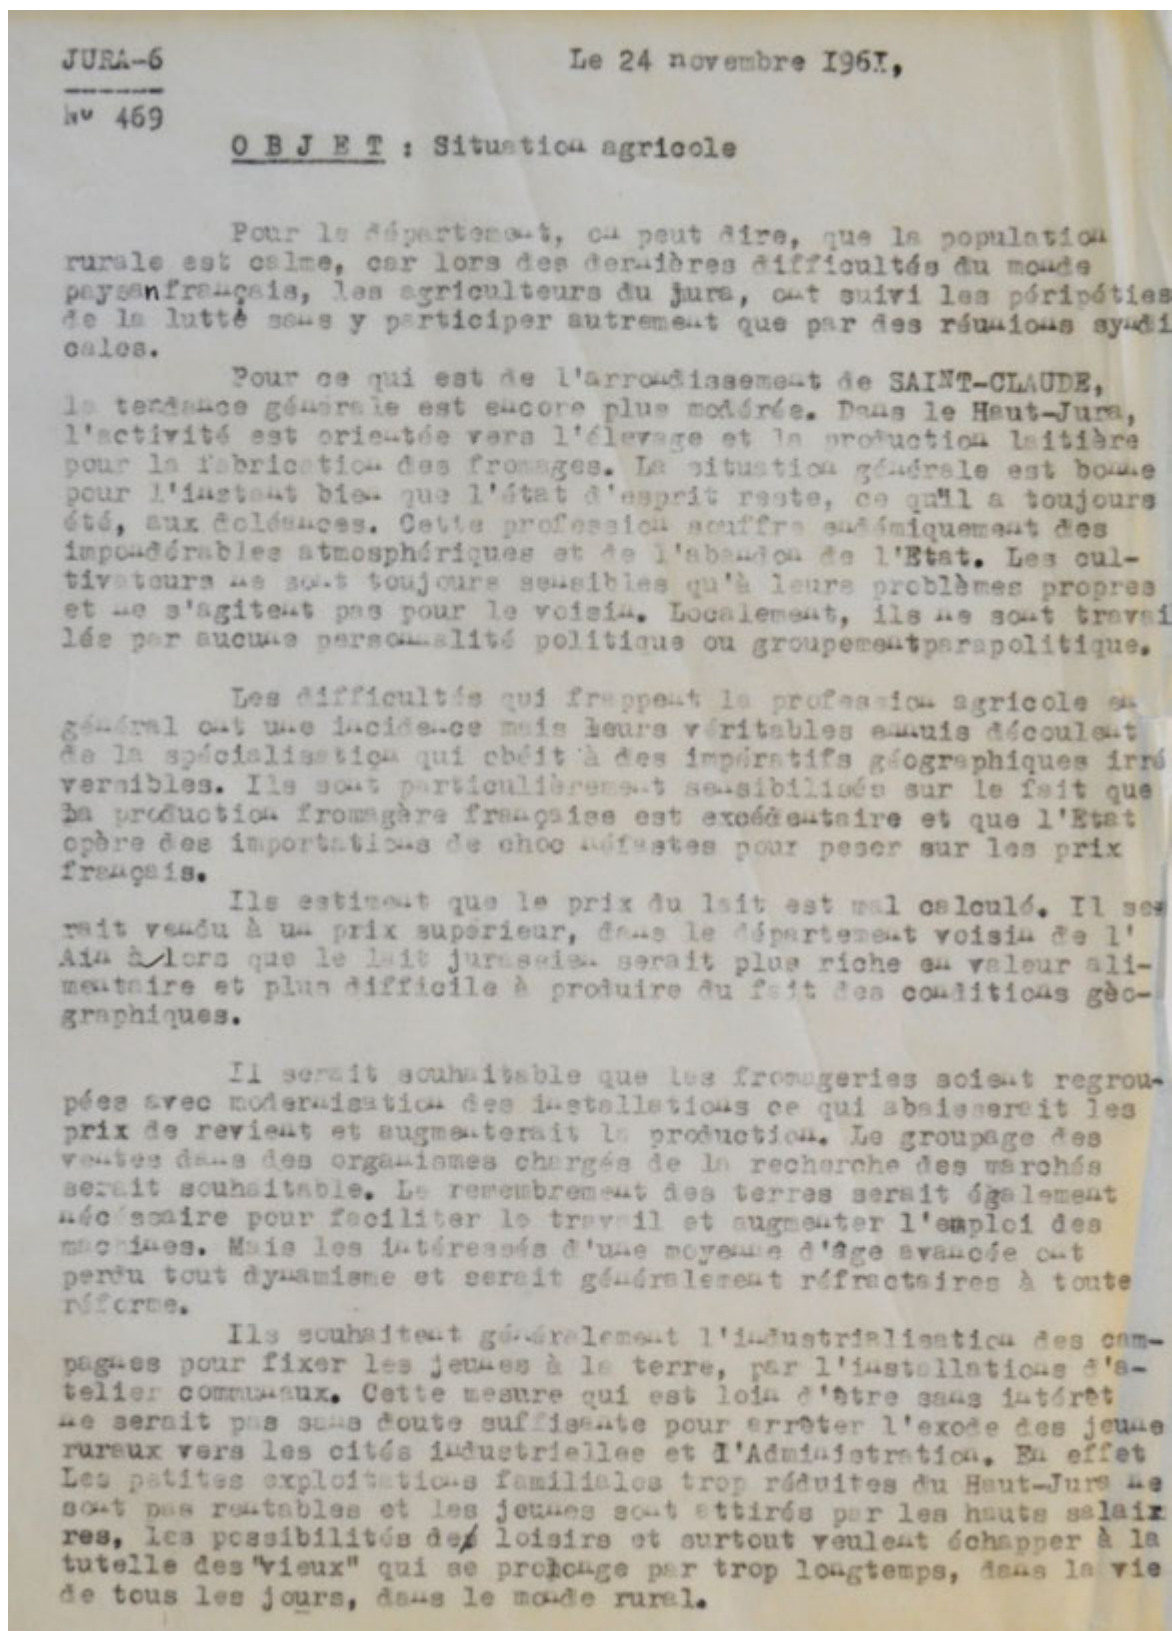 JURA-6
Le 24 novembre 1961,
N° 469
OBJET : Situation agricole
Pour le département, on peut dire, que la population
rurale est calme, car lors des dernières difficultés du monde
paysan français, les agriculteurs du jura, ont suivi les péripéties
de la lutte sans y participer autrement que par des réunions syndi
cales.
Pour ce qui est de l'arrondissement de SAINT-CLAUDE,
la tendance générale est encore plus modérée. Dans le Haut-Jura,
l'activité est orientée vers l'élevage et la production laitière
pour la fabrication des fromages. La situation générale est bonne
pour l'instant bien que l'état d'esprit reste, ce qu'il a toujours
été, aux doléances. Cette profession souffre endémiquement des
impondérables atmosphériques et de l'abandon de l'Etat. Les cul-
tivateurs ne sont toujours sensibles qu'à leurs problèmes propres
et ne s'agitent pas pour le voisin. Localement, ils ne sont travai
lés par aucune personnalité politique ou groupement parapolitique.
Les difficultés qui frappent la profession agricole en
général ont une incidence mais leurs véritables ennuis découlent
de la spécialisation qui obéit à des impératifs géographiques irré
versibles. Ils sont particulièrement sensibilisés sur le fait que
la production fromagère française est excédentaire et que l'Etat
opère des importations de choc néfastes pour peser sur les prix
français.
Ils estiment que le prix du lait est mal calculé. Il se-
rait vendu à un prix supérieur, dans le département voisin de l'
Ain alors que le lait jurassien serait plus riche en valeur ali-
mentaire et plus difficile à produire du fait des conditions gèo-
graphiques.
Il serait souhaitable que les fromageries soient regrou-
pées avec modernisation des installations ce qui abaisserait les
prix de revient et augmenterait la production. Le groupage des
ventes dans des organismes chargés de la recherche des marchés
serait souhaitable. Le remembrement des terres serait également
nécessaire pour faciliter le travail et augmenter l'emploi des
machines. Mais les intéressés d'une moyenne d'âge avancée ont
perdu tout dynamisme et serait généralement réfractaires à toute
réforme.
Ils souhaitent généralement l'industrialisation des cam-
pagnes pour fixer les jeunes à la terre, par l'installations d'a-
telier communaux. Cette mesure qui est loin d'être sans intérêt
ne serait pas sans doute suffisante pour arrêter l'exode des jeune
ruraux vers les cités industrielles et l'Administration. En effet
Les petites exploitations familiales trop réduites du Haut-Jura ne
sont pas rentables et les jeunes sont attirés par les hauts salai
res, les possibilités de loisirs et surtout veulent échapper à la
tutelle des "vieux" qui se prolonge par trop longtemps, dans la vie
de tous les jours, dans le monde rural.